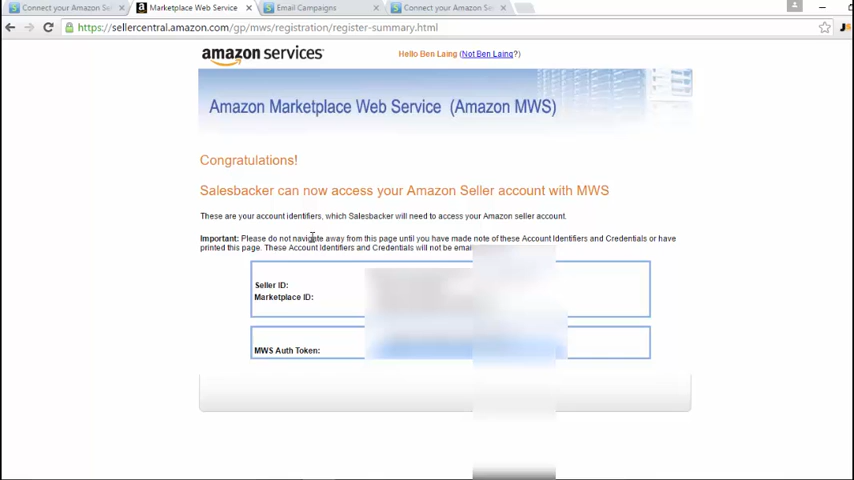 Connect your Amazon Se
Marketplace Web Service
Email Campaigns
Connect your Amazon Sel
https://sellercentral.amazon.com/gp/mws/registration/register-summary.html
amazon services
Hello Ben Laing (Not Ben Laing?)
Amazon Marketplace Web Service (Amazon MWS)
Congratulations!
Salesbacker can now access your Amazon Seller account with MWS
These are your account identifiers, which Salesbacker will need to access your Amazon seller account.
Important: Please do not navigate away from this page until you have made note of these Account Identifiers and Credentials or have
printed this page. These Account Identifiers and Credentials will not be email
Seller ID:
Marketplace ID:
MWS Auth Token: